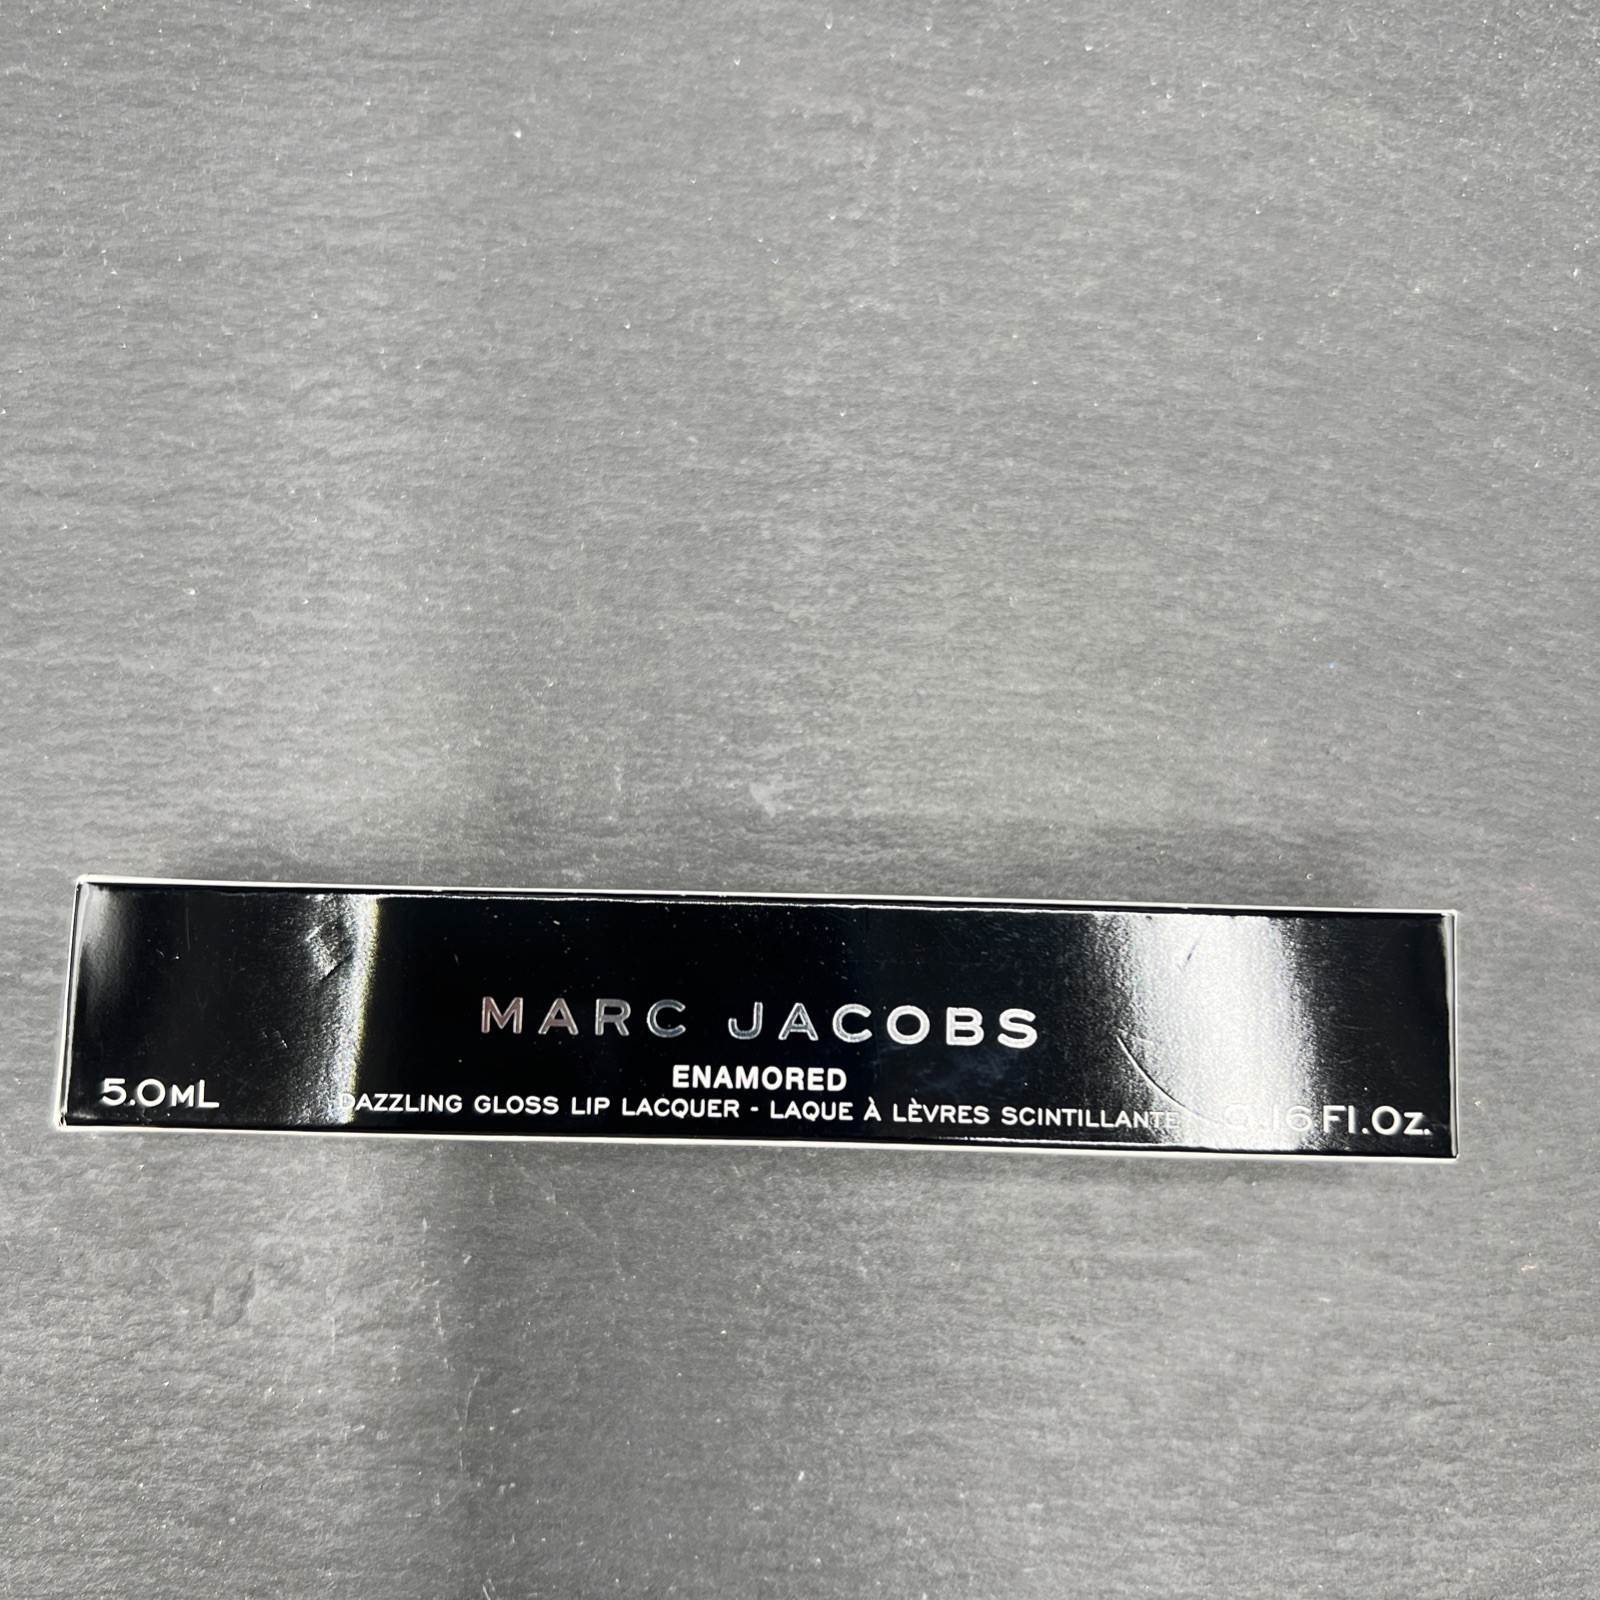 MARC JACOBS
ENAMORED
DAZZLING GLOSS LIP LACQUER - LAQUE À LÈVRES SCINTILLANTE
5.0ML
0.16 Fl.Oz.